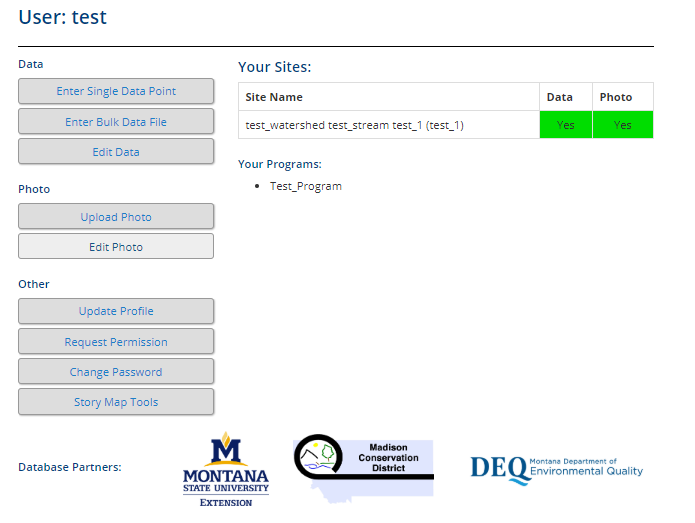 User: test
Data
Enter Single Data Point
Enter Bulk Data File
Edit Data
Photo
Upload Photo
Edit Photo
Other
Update Profile
Request Permission
Change Password
Story Map Tools
Your Sites:
Site Name Data Photo
test_watershed test_stream test_1 (test_1) Yes Yes
Your Programs:
• Test_Program
Database Partners:
M
MONTANA
STATE UNIVERSITY
EXTENSION
Madison
Conservation
District
DEQ
Montana Department of
Environmental Quality